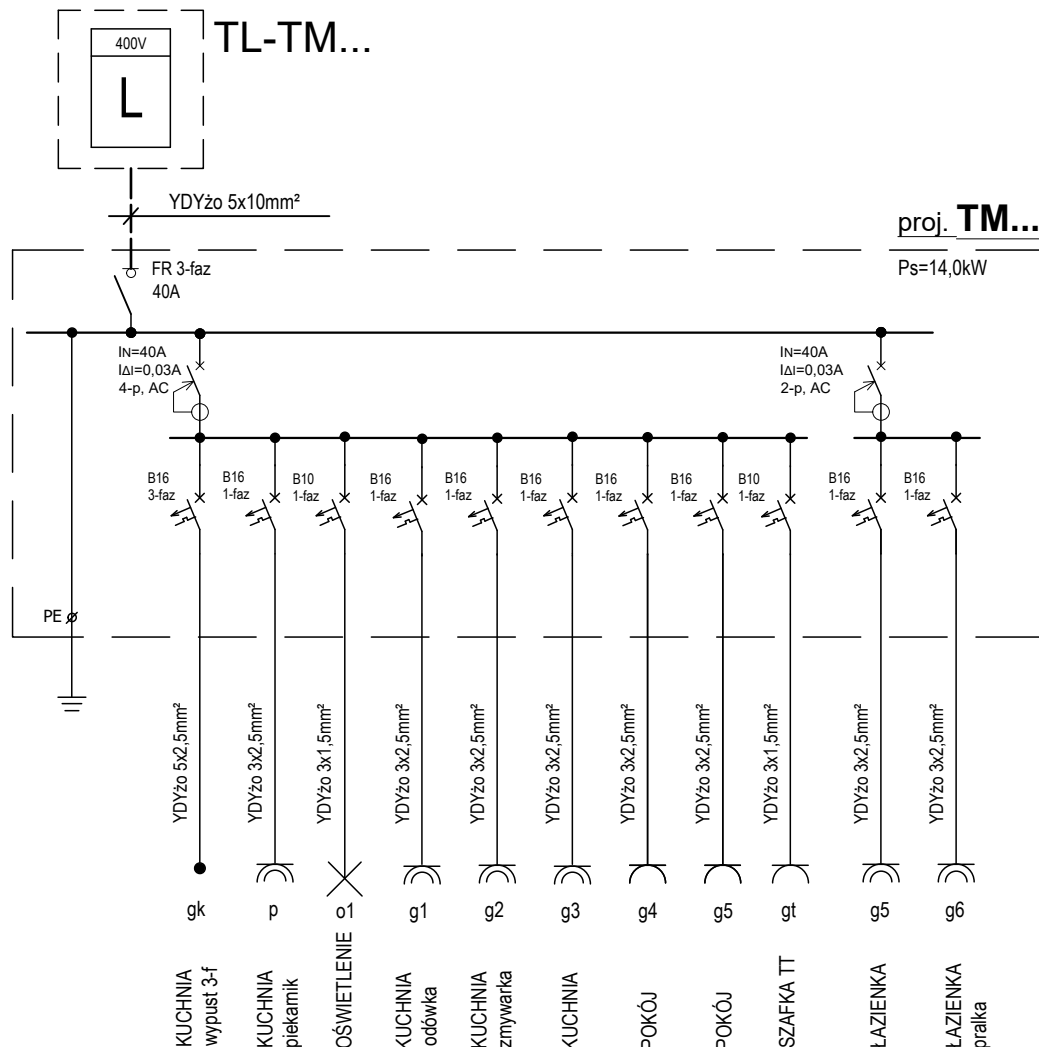 400V
L
TL-TM...
YDYżo 5x10mm²
proj. TM...
Ps=14,0kW
FR 3-faz
40A
IN=40A
IΔI=0,03A
4-p, AC
IN=40A
IΔI=0,03A
2-p, AC
B16
3-faz
B16
1-faz
B10
1-faz
B16
1-faz
B16
1-faz
B16
1-faz
B16
1-faz
B16
1-faz
B10
1-faz
B16
1-faz
B16
1-faz
PE
YDYżo 5x2,5mm²
YDYżo 3x2,5mm²
YDYżo 3x1,5mm²
YDYżo 3x2,5mm²
YDYżo 3x2,5mm²
YDYżo 3x2,5mm²
YDYżo 3x2,5mm²
YDYżo 3x2,5mm²
YDYżo 3x1,5mm²
YDYżo 3x2,5mm²
YDYżo 3x2,5mm²
gk
p
o1
g1
g2
g3
g4
g5
gt
g5
g6
KUCHNIA
wypust 3-f
KUCHNIA
piekarnik
OŚWIETLENIE
KUCHNIA
odówka
KUCHNIA
zmywarka
KUCHNIA
POKÓJ
POKÓJ
SZAFKA TT
ŁAZIENKA
ŁAZIENKA
pralka